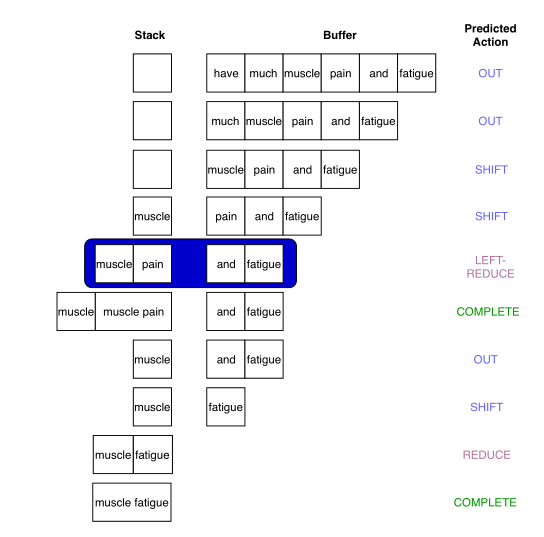 Stack Buffer Predicted Action
have much muscle pain and fatigue OUT
much muscle pain and fatigue OUT
muscle pain and fatigue SHIFT
muscle pain and fatigue SHIFT
muscle pain and fatigue LEFT-REDUCE
muscle muscle pain and fatigue COMPLETE
muscle and fatigue OUT
muscle fatigue SHIFT
muscle fatigue REDUCE
muscle fatigue COMPLETE